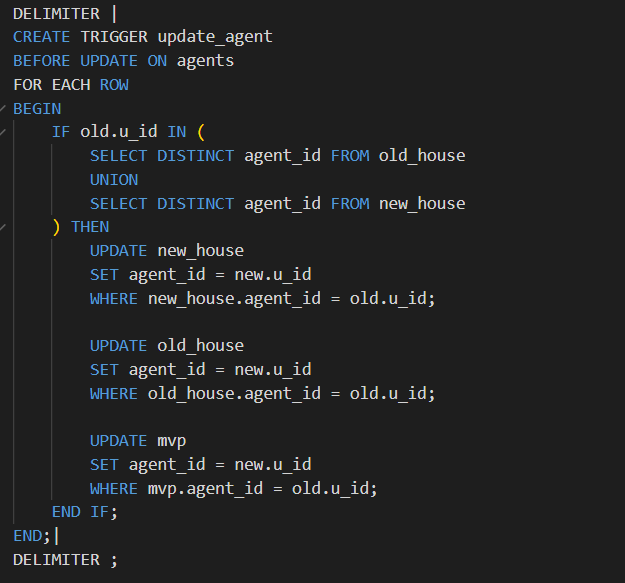 DELIMITER |
CREATE TRIGGER update_agent
BEFORE UPDATE ON agents
FOR EACH ROW
BEGIN
    IF old.u_id IN (
        SELECT DISTINCT agent_id FROM old_house
        UNION
        SELECT DISTINCT agent_id FROM new_house
    ) THEN
        UPDATE new_house
        SET agent_id = new.u_id
        WHERE new_house.agent_id = old.u_id;

        UPDATE old_house
        SET agent_id = new.u_id
        WHERE old_house.agent_id = old.u_id;

        UPDATE mvp
        SET agent_id = new.u_id
        WHERE mvp.agent_id = old.u_id;
    END IF;
END;|
DELIMITER ;